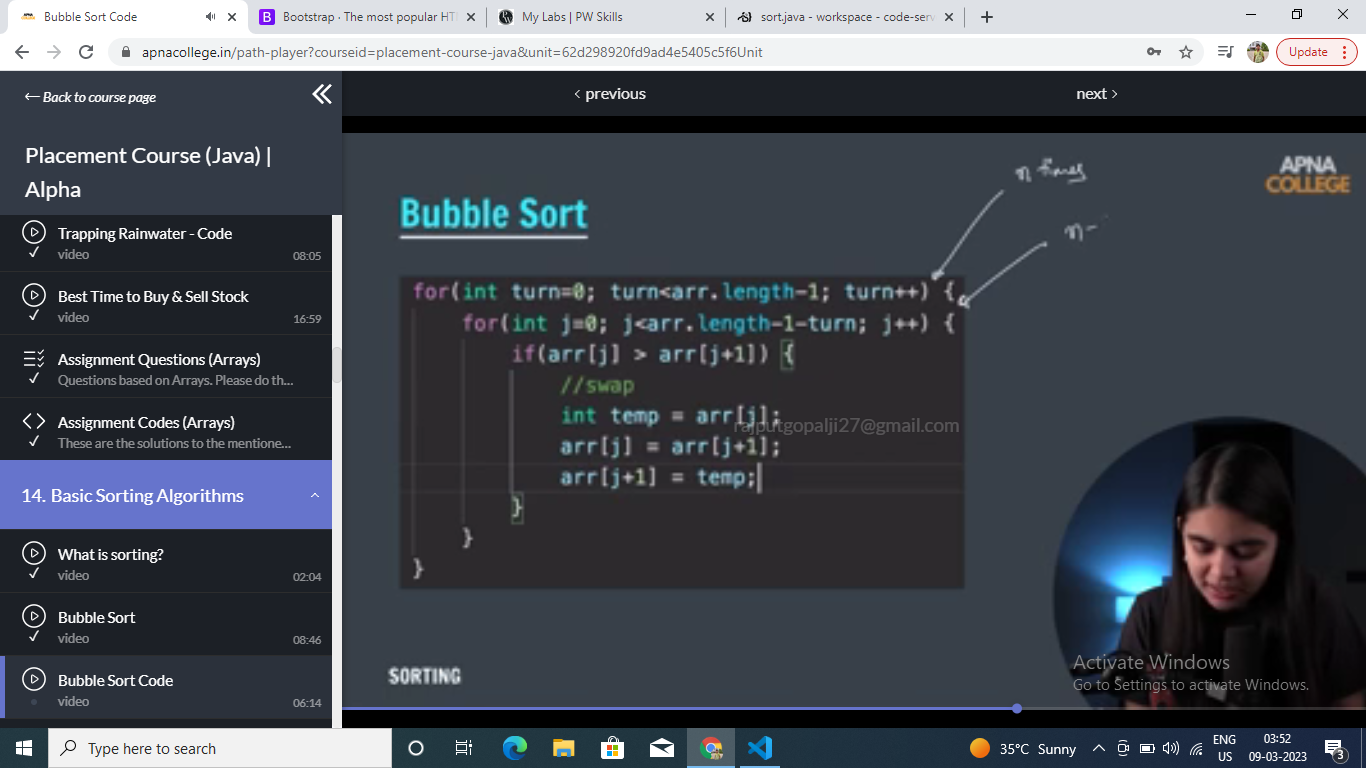 Bubble Sort Code
Bootstrap · The most popular HT
My Labs | PW Skills
sort.java - workspace - code-serv
apnacollege.in/path-player?courseid=placement-course-java&unit=62d298920fd9ad4e5405c5f6Unit
Update
Back to course page
previous
next
Placement Course (Java) |
Alpha
Trapping Rainwater - Code
video 08:05
Best Time to Buy & Sell Stock
video 16:59
Assignment Questions (Arrays)
Questions based on Arrays. Please do th...
Assignment Codes (Arrays)
These are the solutions to the mentione...
14. Basic Sorting Algorithms
What is sorting?
video 02:04
Bubble Sort
video 08:46
Bubble Sort Code
video 06:14
APNA
COLLEGE
n times
n-
Bubble Sort
for(int turn=0; turn<arr.length-1; turn++) {
for(int j=0; j<arr.length-1-turn; j++) {
if(arr[j] > arr[j+1]) {
//swap
int temp = arr[j];
rajputgopalji27@gmail.com
arr[j] = arr[j+1];
arr[j+1] = temp;
}
}
}
SORTING
Activate Windows
Go to Settings to activate Windows.
Type here to search
35°C Sunny
ENG
US
03:52
09-03-2023
3